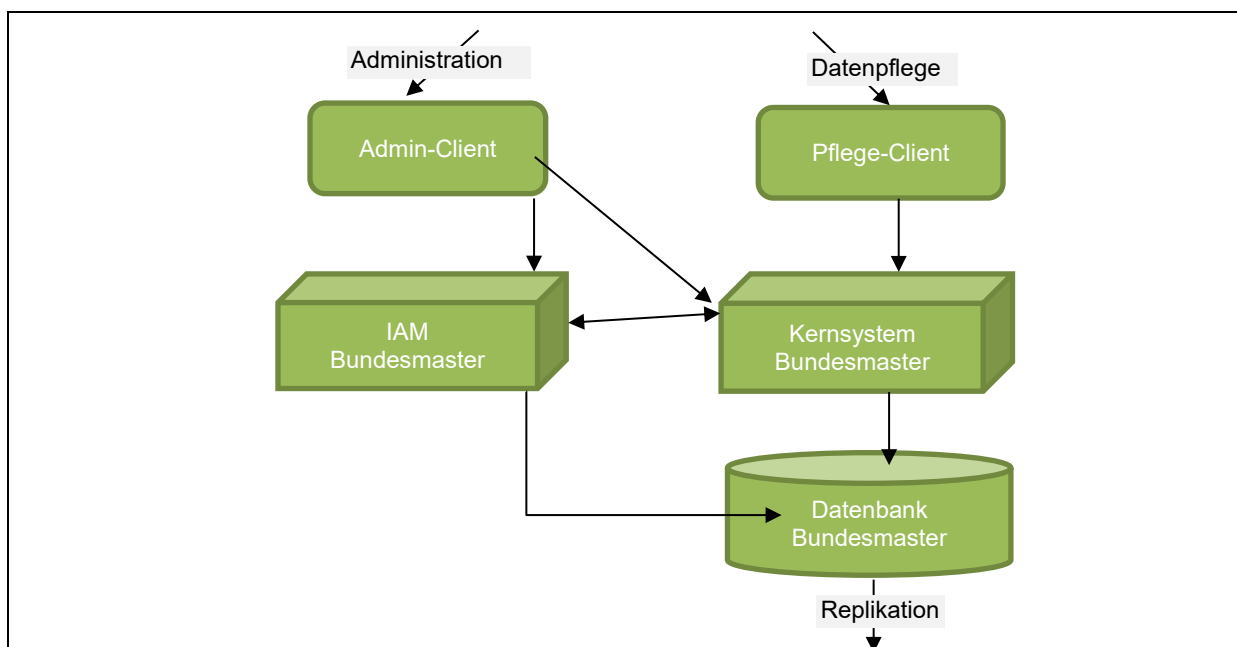 Administration
Datenpflege
Admin-Client
Pflege-Client
IAM
Bundesmaster
Kernsystem
Bundesmaster
Datenbank
Bundesmaster
Replikation